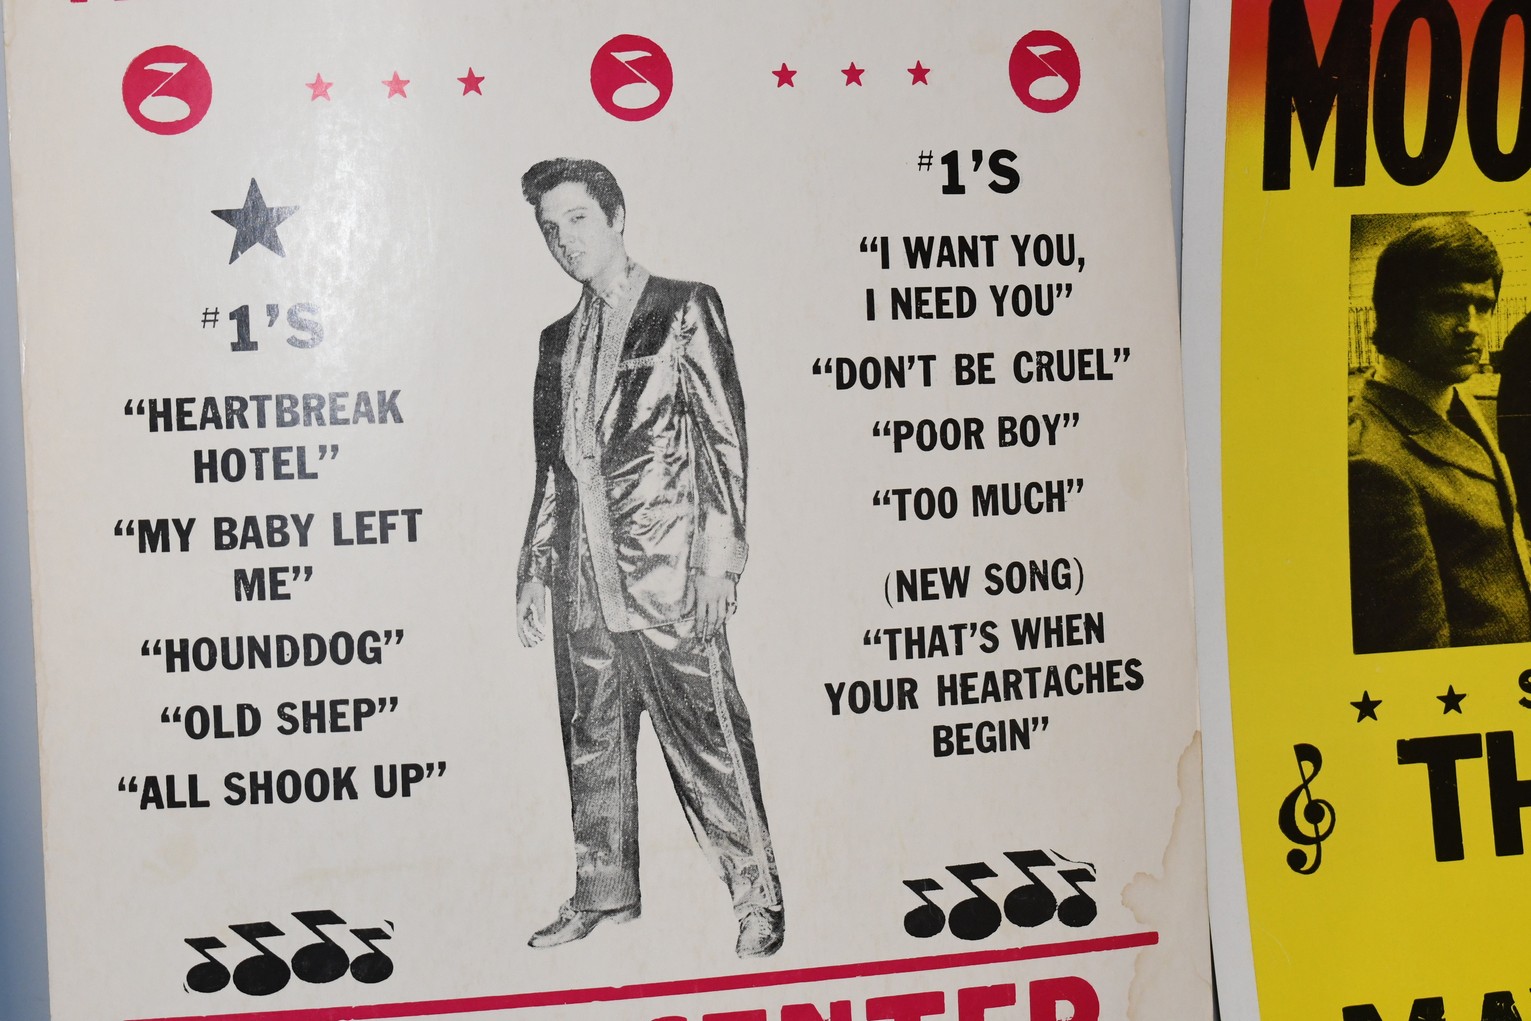 #1'S
"HEARTBREAK
HOTEL"
"MY BABY LEFT
ME"
"HOUNDDOG"
"OLD SHEP"
"ALL SHOOK UP"
#1'S
"I WANT YOU,
I NEED YOU"
"DON'T BE CRUEL"
"POOR BOY"
"TOO MUCH"
(NEW SONG)
"THAT'S WHEN
YOUR HEARTACHES
BEGIN"
ENTER
MOO
TH